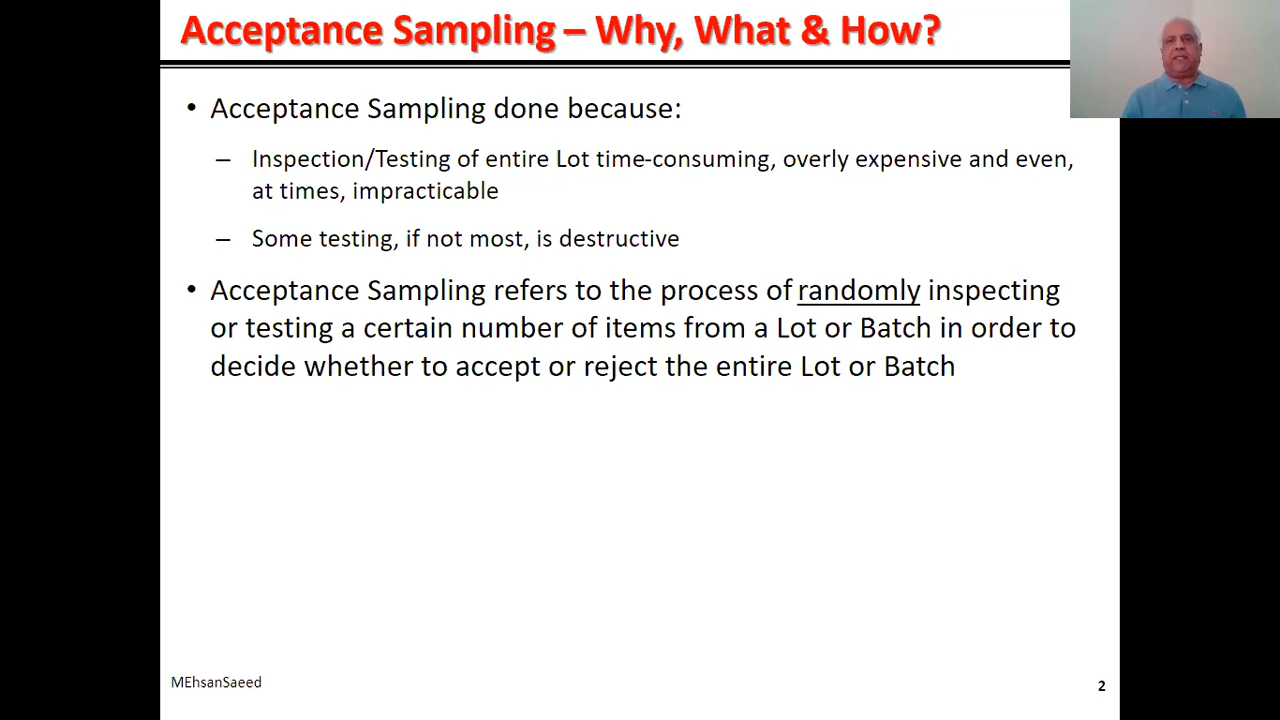 Acceptance Sampling – Why, What & How?
• Acceptance Sampling done because:
– Inspection/Testing of entire Lot time-consuming, overly expensive and even,
at times, impracticable
– Some testing, if not most, is destructive
• Acceptance Sampling refers to the process of randomly inspecting
or testing a certain number of items from a Lot or Batch in order to
decide whether to accept or reject the entire Lot or Batch
MEhsanSaeed
2